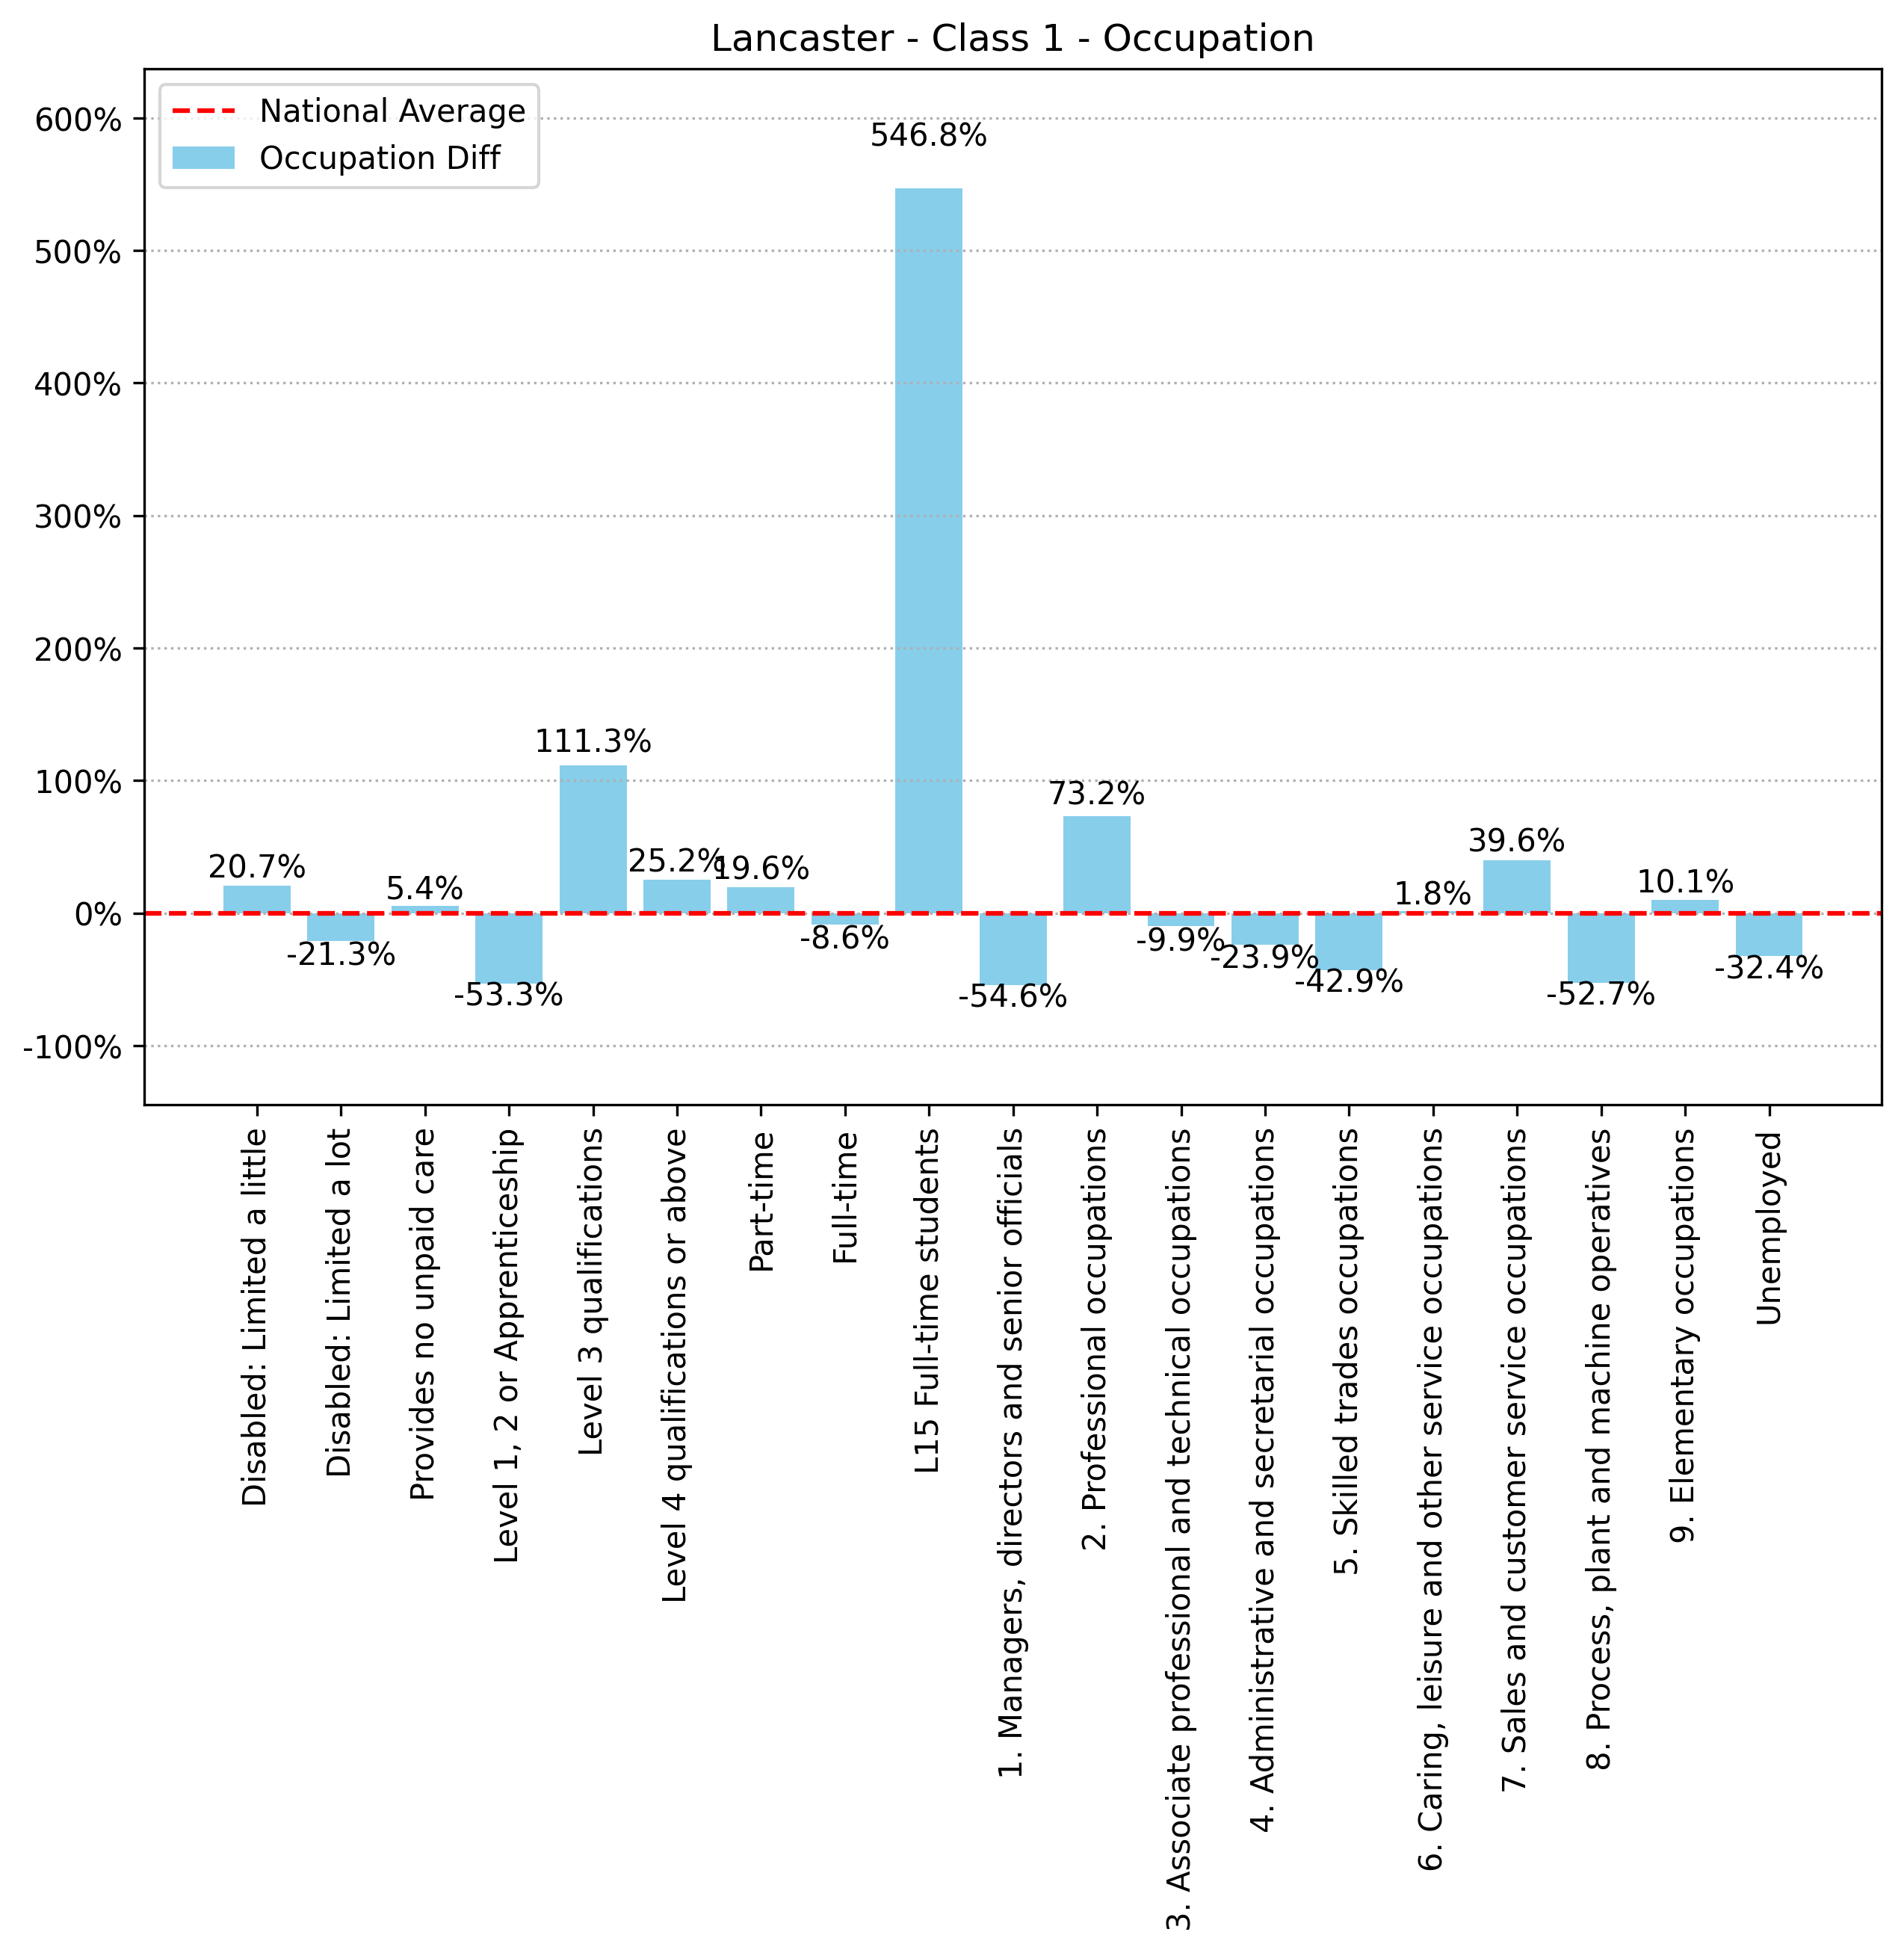 Lancaster - Class 1 - Occupation
National Average
Occupation Diff
600%
500%
400%
300%
200%
100%
0%
-100%
20.7%
-21.3%
5.4%
-53.3%
111.3%
25.2%
19.6%
-8.6%
546.8%
-54.6%
73.2%
-9.9%
-23.9%
-42.9%
1.8%
39.6%
-52.7%
10.1%
-32.4%
Disabled: Limited a little
Disabled: Limited a lot
Provides no unpaid care
Level 1, 2 or Apprenticeship
Level 3 qualifications
Level 4 qualifications or above
Part-time
Full-time
L15 Full-time students
1. Managers, directors and senior officials
2. Professional occupations
3. Associate professional and technical occupations
4. Administrative and secretarial occupations
5. Skilled trades occupations
6. Caring, leisure and other service occupations
7. Sales and customer service occupations
8. Process, plant and machine operatives
9. Elementary occupations
Unemployed